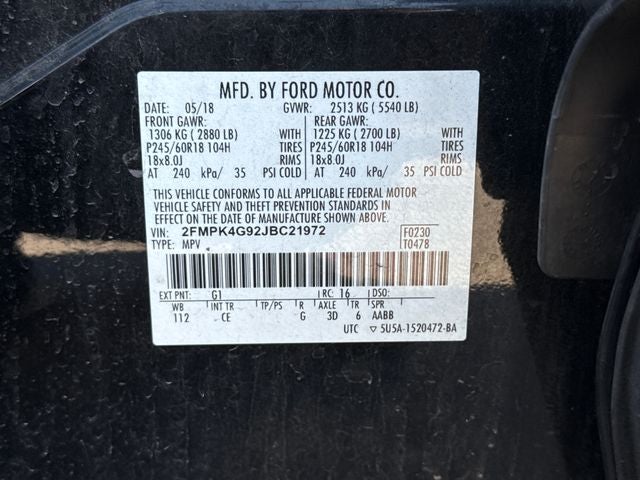 MFD. BY FORD MOTOR CO.
DATE: 05/18 GVWR: 2513 KG ( 5540 LB)
FRONT GAWR: REAR GAWR:
1306 KG ( 2880 LB) WITH 1225 KG ( 2700 LB) WITH
P245/60R18 104H TIRES P245/60R18 104H TIRES
18x8.0J RIMS 18x8.0J RIMS
AT 240 kPa/ 35 PSI COLD AT 240 kPa/ 35 PSI COLD
THIS VEHICLE CONFORMS TO ALL APPLICABLE FEDERAL MOTOR
VEHICLE SAFETY AND THEFT PREVENTION STANDARDS IN
EFFECT ON THE DATE OF MANUFACTURE SHOWN ABOVE.
VIN: 2FMPK4G92JBC21972 F0230
TYPE: MPV T0478
EXT PNT: G1 RC: 16 DSO:
WB INT TR TP/PS R AXLE TR SPR
112 CE G 3D 6 AABB
UTC ▽ 5U5A-1520472-BA